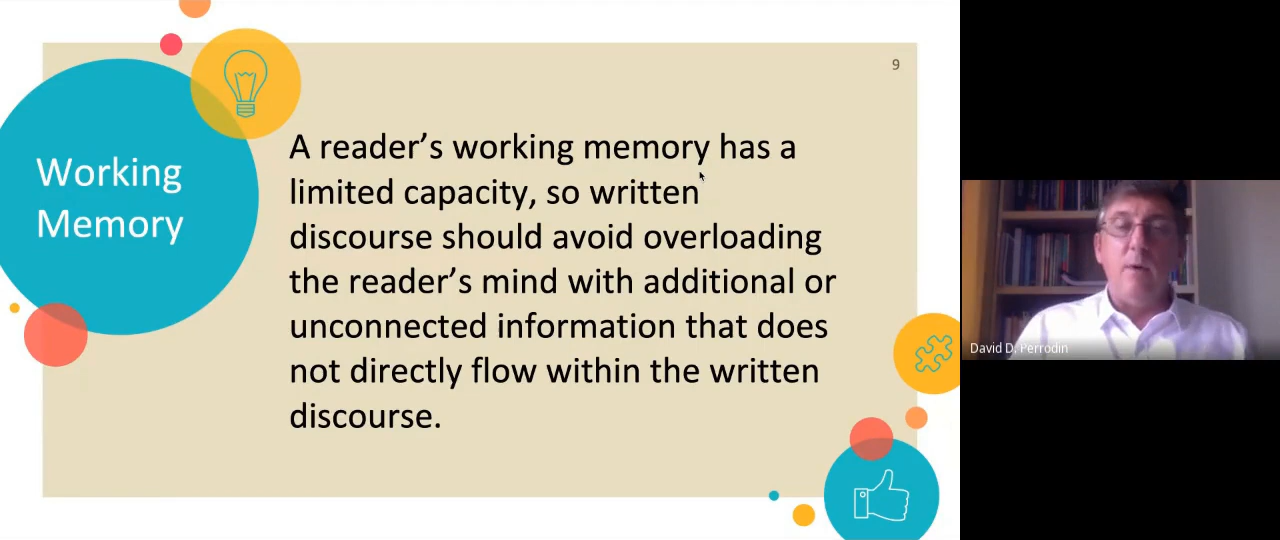 9
Working
Memory
A reader’s working memory has a
limited capacity, so written
discourse should avoid overloading
the reader’s mind with additional or
unconnected information that does
not directly flow within the written
discourse.
David D. Perrodin